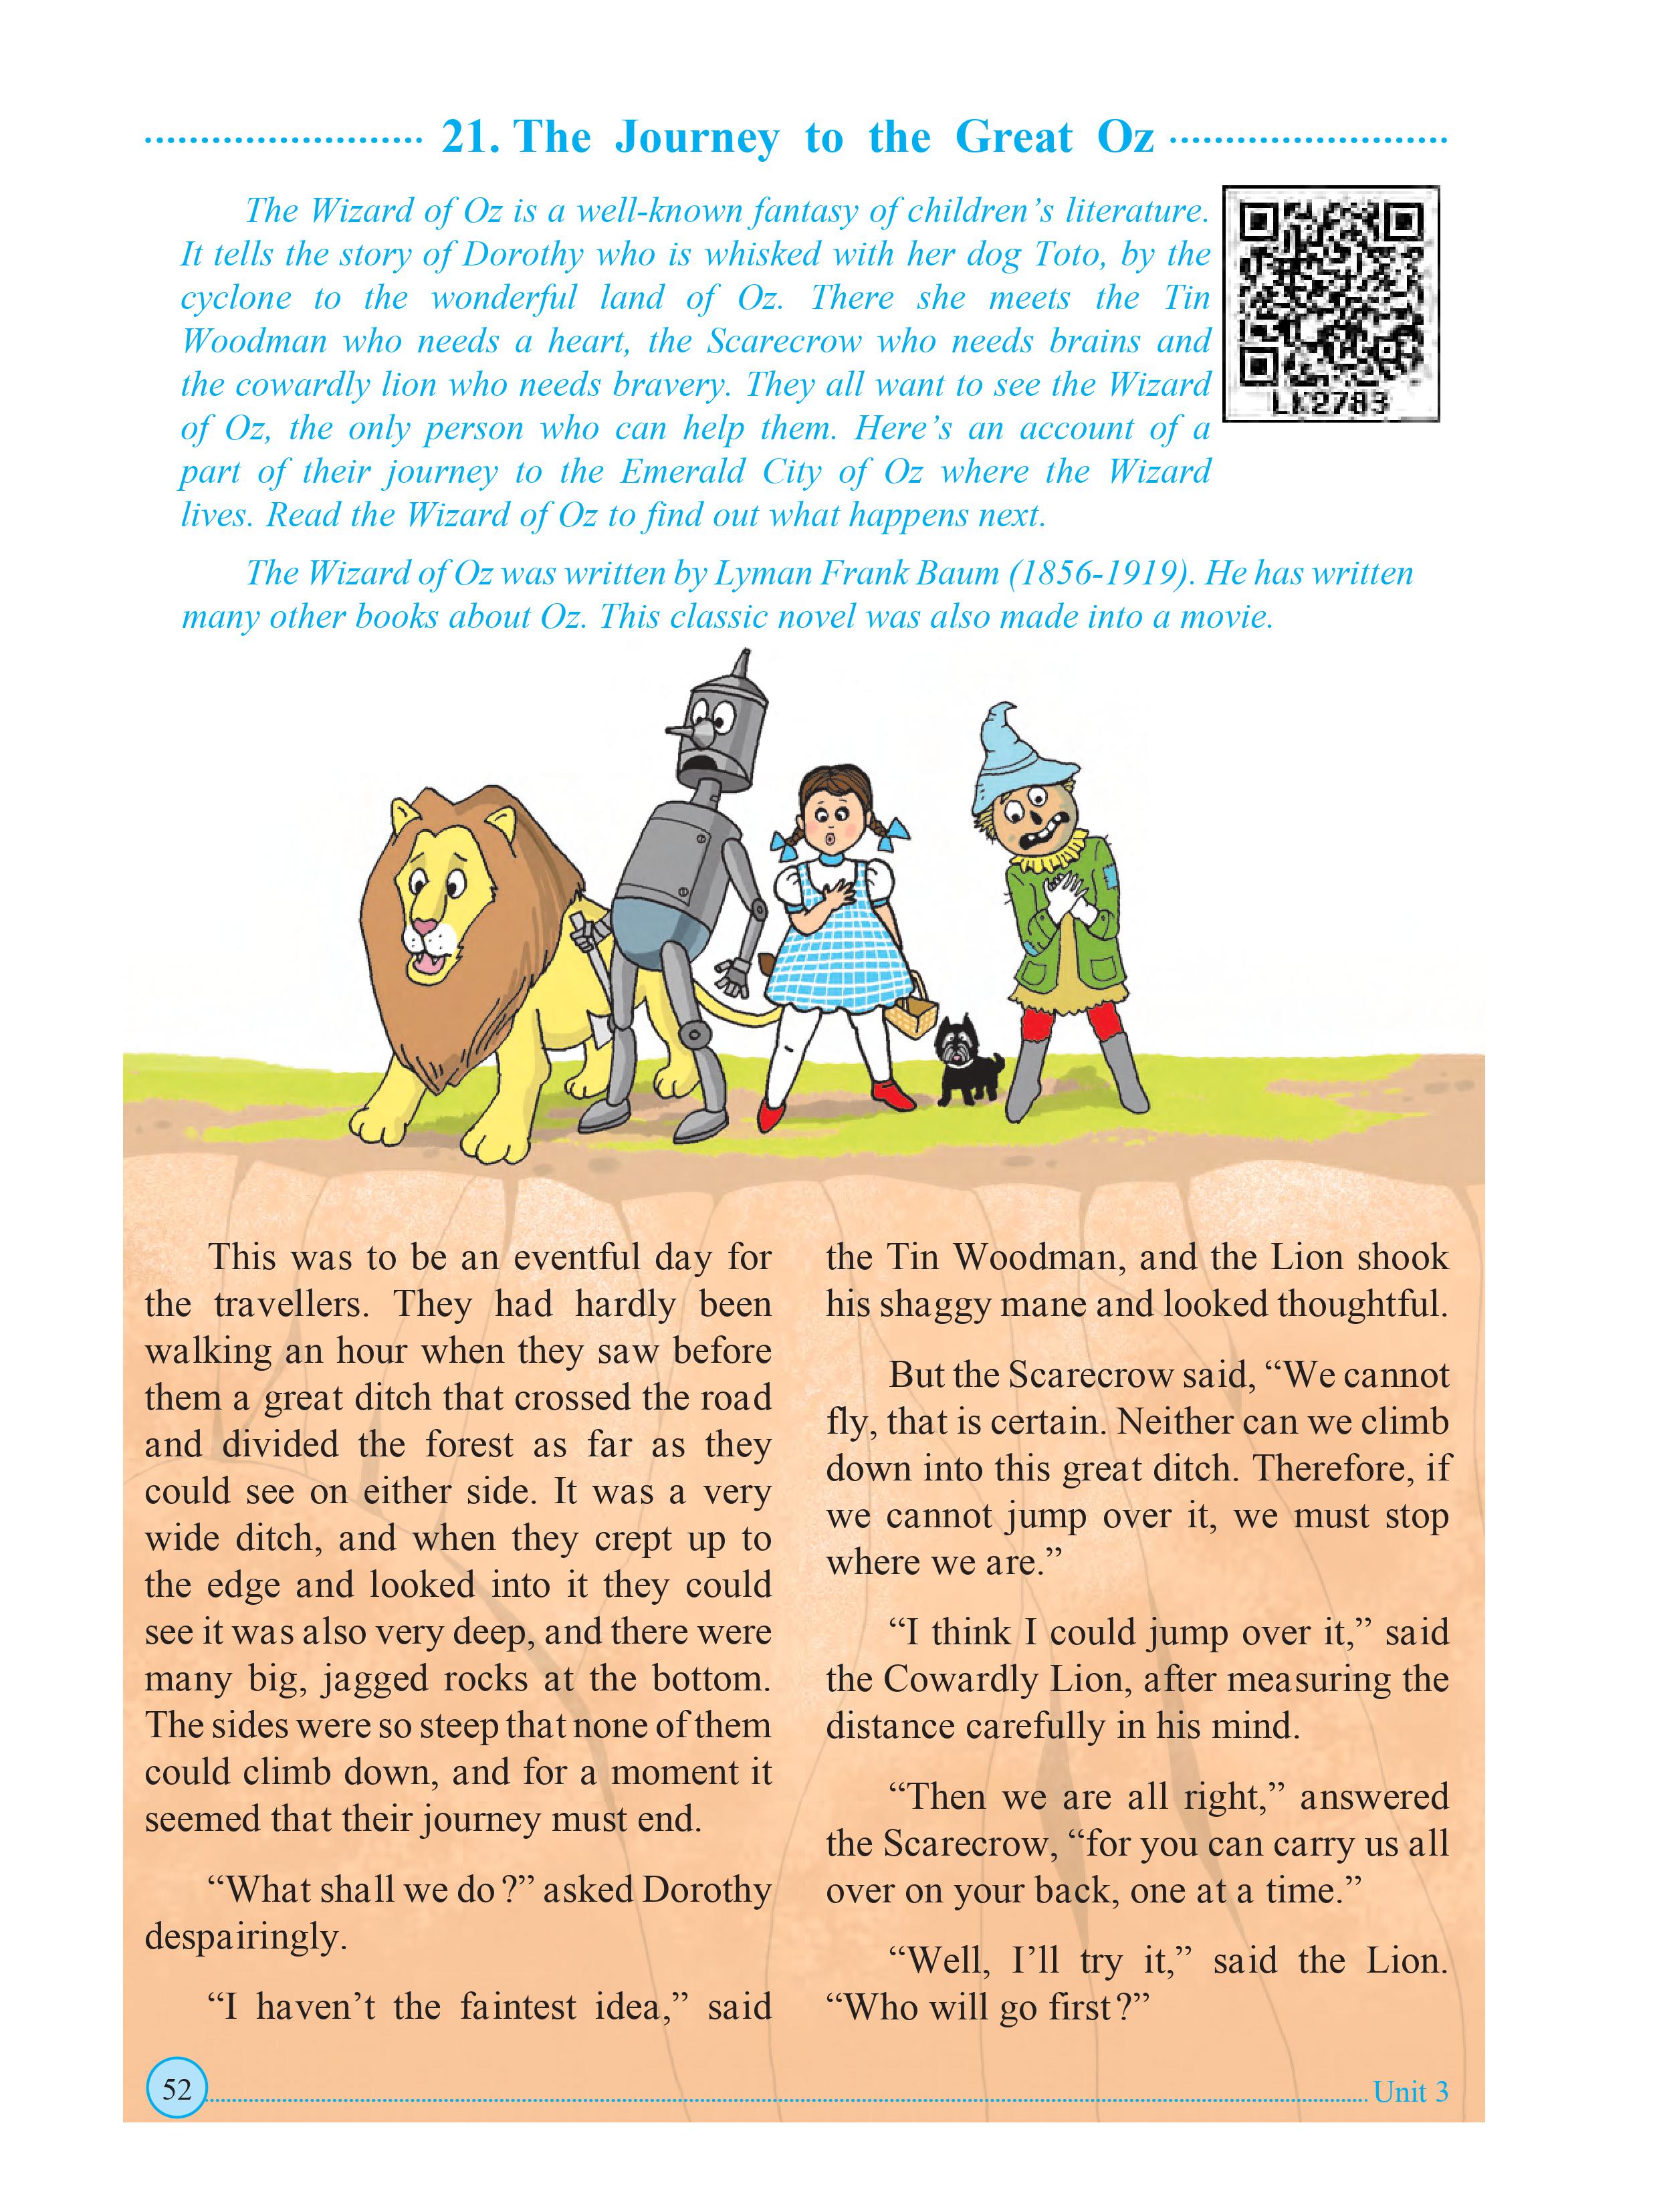 21. The Journey to the Great Oz
The Wizard of Oz is a well-known fantasy of children’s literature.
It tells the story of Dorothy who is whisked with her dog Toto, by the
cyclone to the wonderful land of Oz. There she meets the Tin
Woodman who needs a heart, the Scarecrow who needs brains and
the cowardly lion who needs bravery. They all want to see the Wizard
of Oz, the only person who can help them. Here’s an account of a
part of their journey to the Emerald City of Oz where the Wizard
lives. Read the Wizard of Oz to find out what happens next.
LK2783
The Wizard of Oz was written by Lyman Frank Baum (1856-1919). He has written
many other books about Oz. This classic novel was also made into a movie.
This was to be an eventful day for
the travellers. They had hardly been
walking an hour when they saw before
them a great ditch that crossed the road
and divided the forest as far as they
could see on either side. It was a very
wide ditch, and when they crept up to
the edge and looked into it they could
see it was also very deep, and there were
many big, jagged rocks at the bottom.
The sides were so steep that none of them
could climb down, and for a moment it
seemed that their journey must end.
“What shall we do?” asked Dorothy
despairingly.
“I haven’t the faintest idea,” said
the Tin Woodman, and the Lion shook
his shaggy mane and looked thoughtful.
But the Scarecrow said, “We cannot
fly, that is certain. Neither can we climb
down into this great ditch. Therefore, if
we cannot jump over it, we must stop
where we are.”
“I think I could jump over it,” said
the Cowardly Lion, after measuring the
distance carefully in his mind.
“Then we are all right,” answered
the Scarecrow, “for you can carry us all
over on your back, one at a time.”
“Well, I’ll try it,” said the Lion.
“Who will go first?”
52
Unit 3